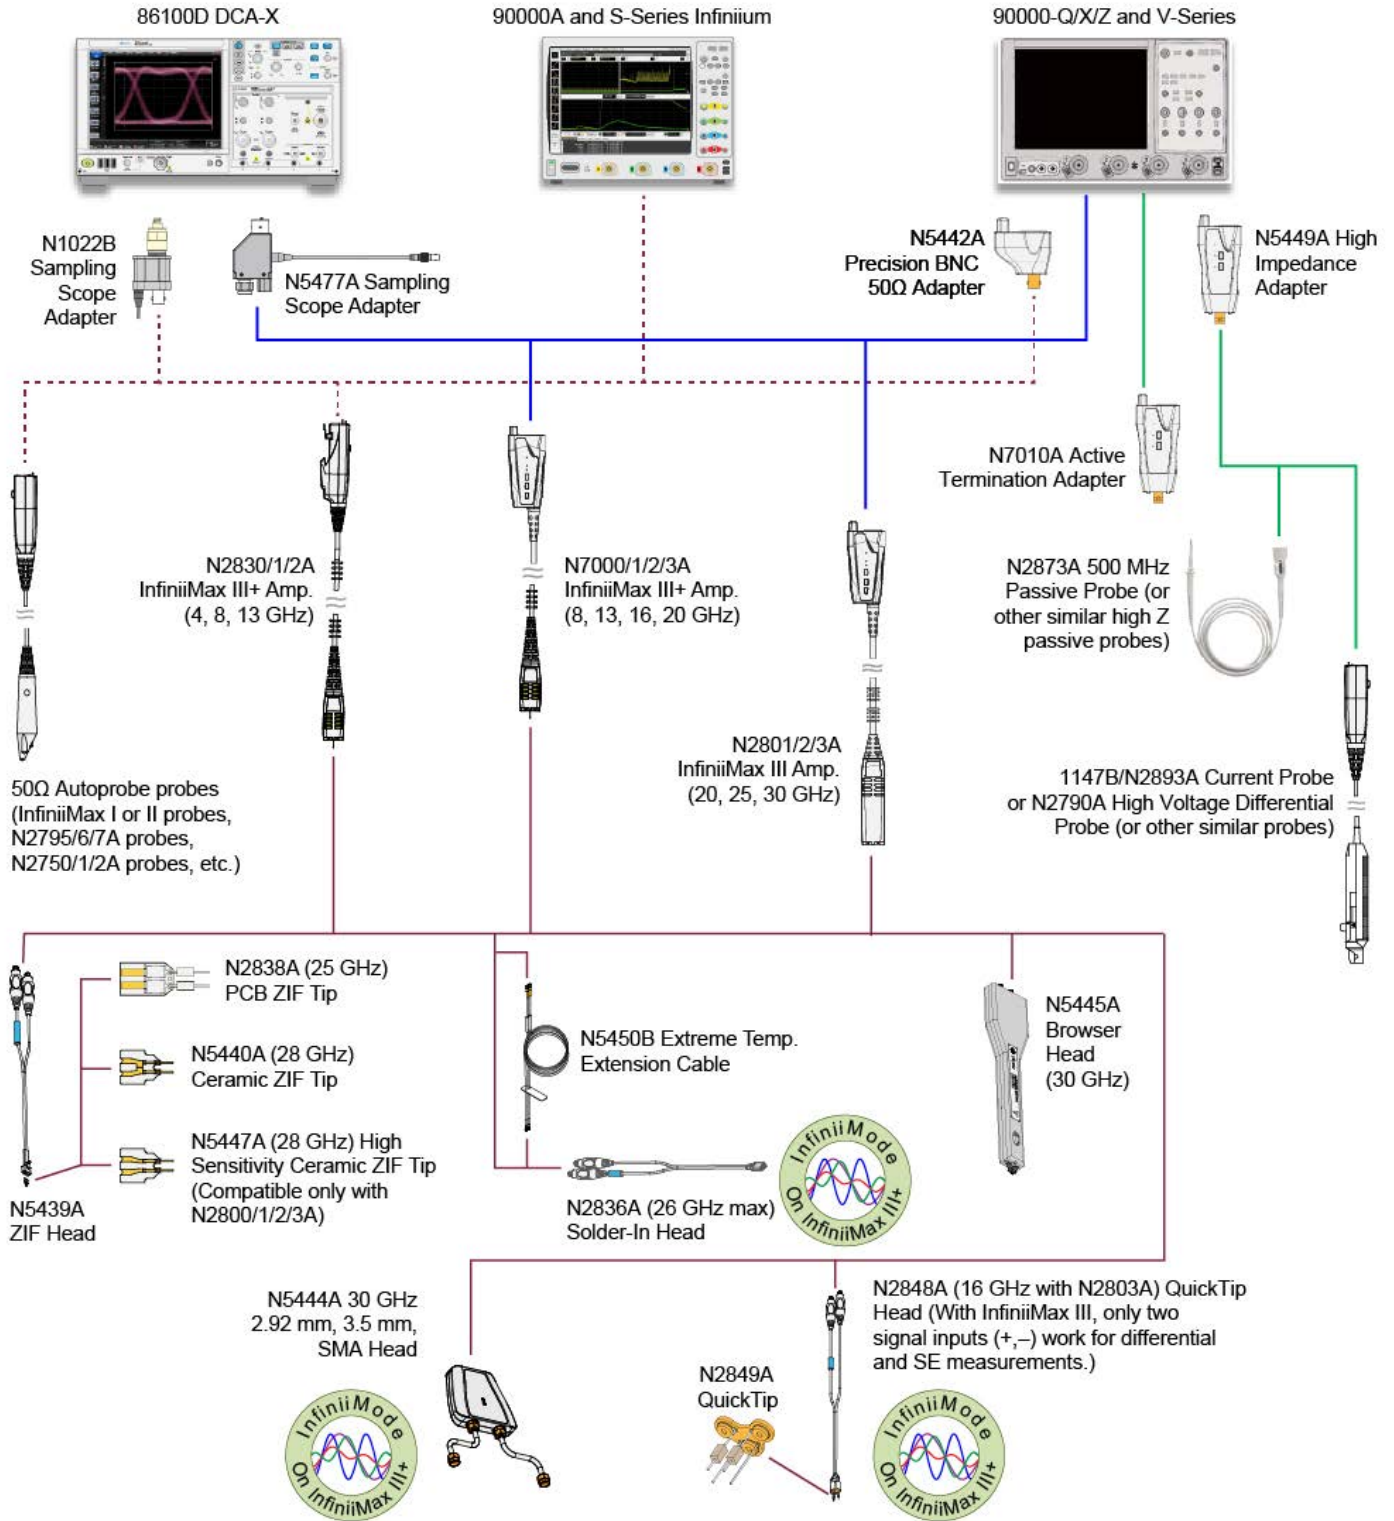 86100D DCA-X
90000A and S-Series Infiniium
90000-Q/X/Z and V-Series
N1022B
Sampling
Scope
Adapter
N5477A Sampling
Scope Adapter
N5442A
Precision BNC
50Ω Adapter
N5449A High
Impedance
Adapter
N7010A Active
Termination Adapter
N2830/1/2A
InfiniiMax III+ Amp.
(4, 8, 13 GHz)
N7000/1/2/3A
InfiniiMax III+ Amp.
(8, 13, 16, 20 GHz)
N2873A 500 MHz
Passive Probe (or
other similar high Z
passive probes)
N2801/2/3A
InfiniiMax III Amp.
(20, 25, 30 GHz)
50Ω Autoprobe probes
(InfiniiMax I or II probes,
N2795/6/7A probes,
N2750/1/2A probes, etc.)
1147B/N2893A Current Probe
or N2790A High Voltage Differential
Probe (or other similar probes)
N2838A (25 GHz)
PCB ZIF Tip
N5440A (28 GHz)
Ceramic ZIF Tip
N5447A (28 GHz) High
Sensitivity Ceramic ZIF Tip
(Compatible only with
N2800/1/2/3A)
N5439A
ZIF Head
N5450B Extreme Temp.
Extension Cable
N5445A
Browser
Head
(30 GHz)
N2836A (26 GHz max)
Solder-In Head
InfiniiMode
On InfiniiMax III+
N5444A 30 GHz
2.92 mm, 3.5 mm,
SMA Head
InfiniiMode
On InfiniiMax III+
N2849A
QuickTip
N2848A (16 GHz with N2803A) QuickTip
Head (With InfiniiMax III, only two
signal inputs (+,–) work for differential
and SE measurements.)
InfiniiMode
On InfiniiMax III+